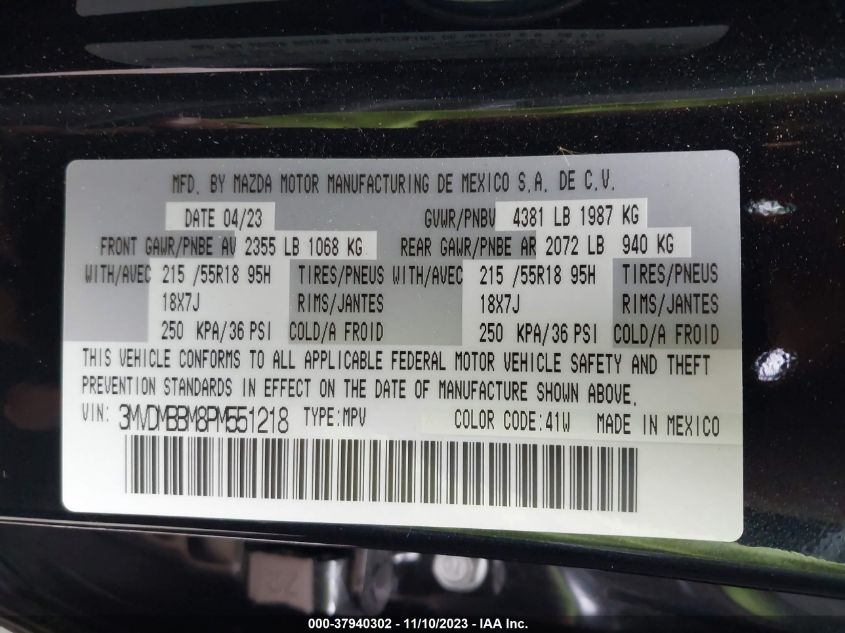 MFD. BY MAZDA MOTOR MANUFACTURING DE MEXICO S.A. DE C.V.
DATE 04/23 GVWR/PNBV 4381 LB 1987 KG
FRONT GAWR/PNBE AV 2355 LB 1068 KG REAR GAWR/PNBE AR 2072 LB 940 KG
WITH/AVEC 215 /55R18 95H TIRES/PNEUS WITH/AVEC 215 /55R18 95H TIRES/PNEUS
18X7J RIMS/JANTES 18X7J RIMS/JANTES
250 KPA/36 PSI COLD/A FROID 250 KPA/36 PSI COLD/A FROID
THIS VEHICLE CONFORMS TO ALL APPLICABLE FEDERAL MOTOR VEHICLE SAFETY AND THEFT
PREVENTION STANDARDS IN EFFECT ON THE DATE OF MANUFACTURE SHOWN ABOVE.
VIN: 3MVDMBBM8PM551218 TYPE:MPV COLOR CODE:41W MADE IN MEXICO
000-37940302 - 11/10/2023 - IAA Inc.